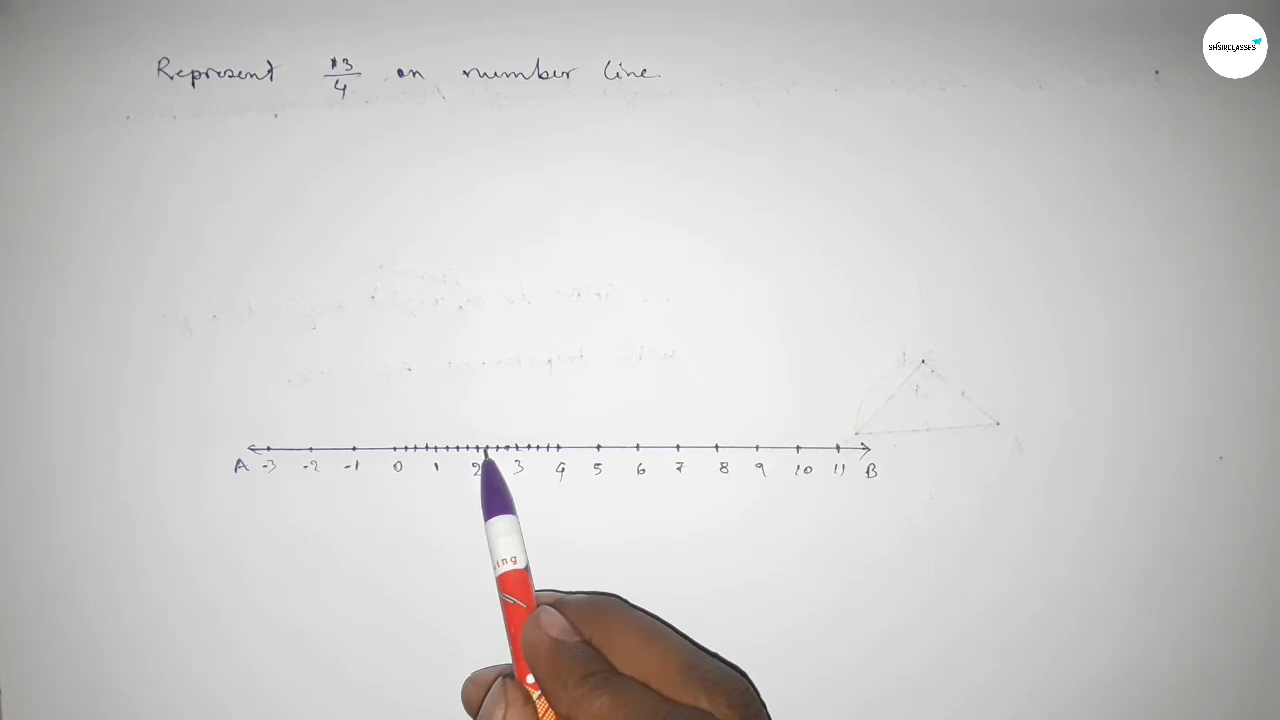 SHSIRCLASSES
Represent 13/4 on number line.
A -3 -2 -1 0 1 2 3 4 5 6 7 8 9 10 11 B
ing